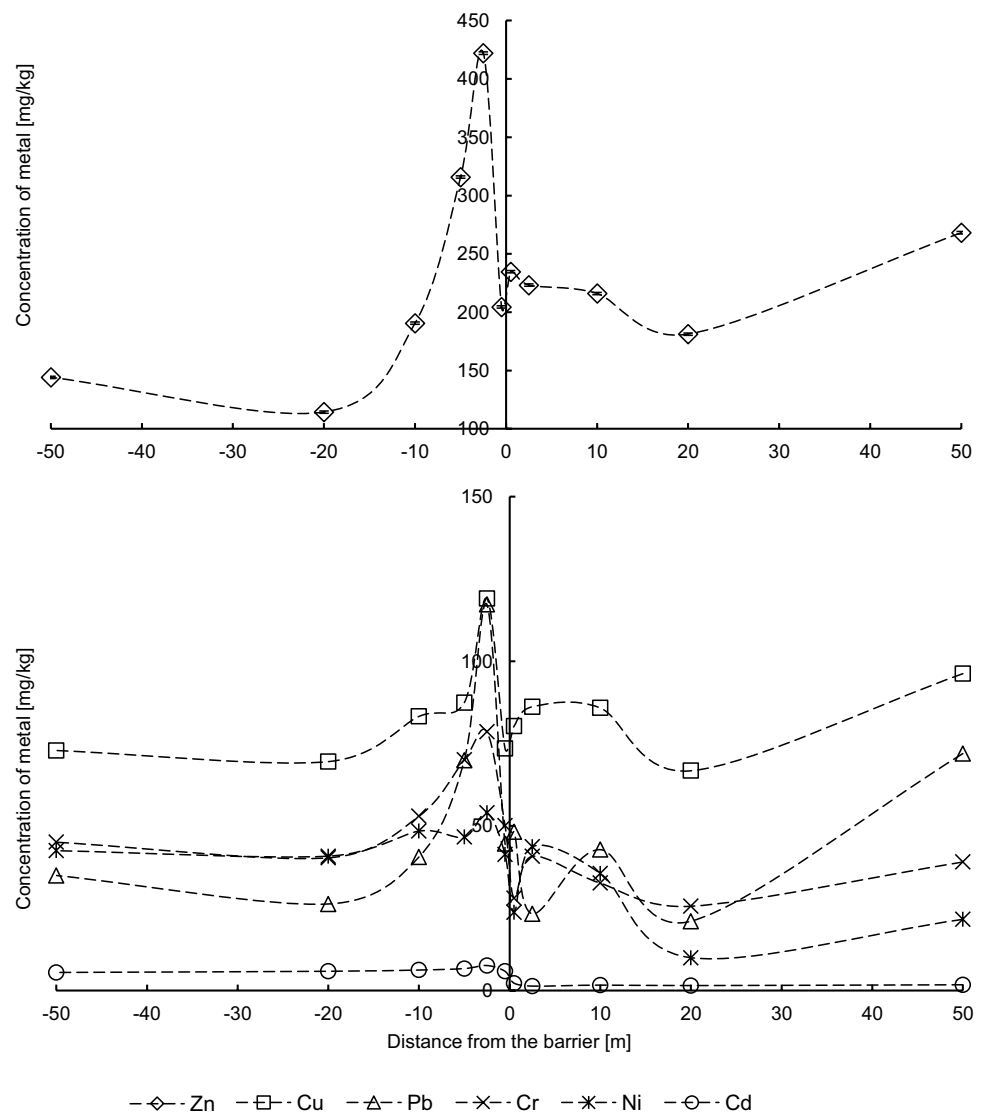 450
400
350
300
250
200
150
100
Concentration of metal [mg/kg]
-50 -40 -30 -20 -10 0 10 20 30 40 50
150
100
50
0
Concentration of metal [mg/kg]
-50 -40 -30 -20 -10 0 10 20 30 40 50
Distance from the barrier [m]
Zn Cu Pb Cr Ni Cd